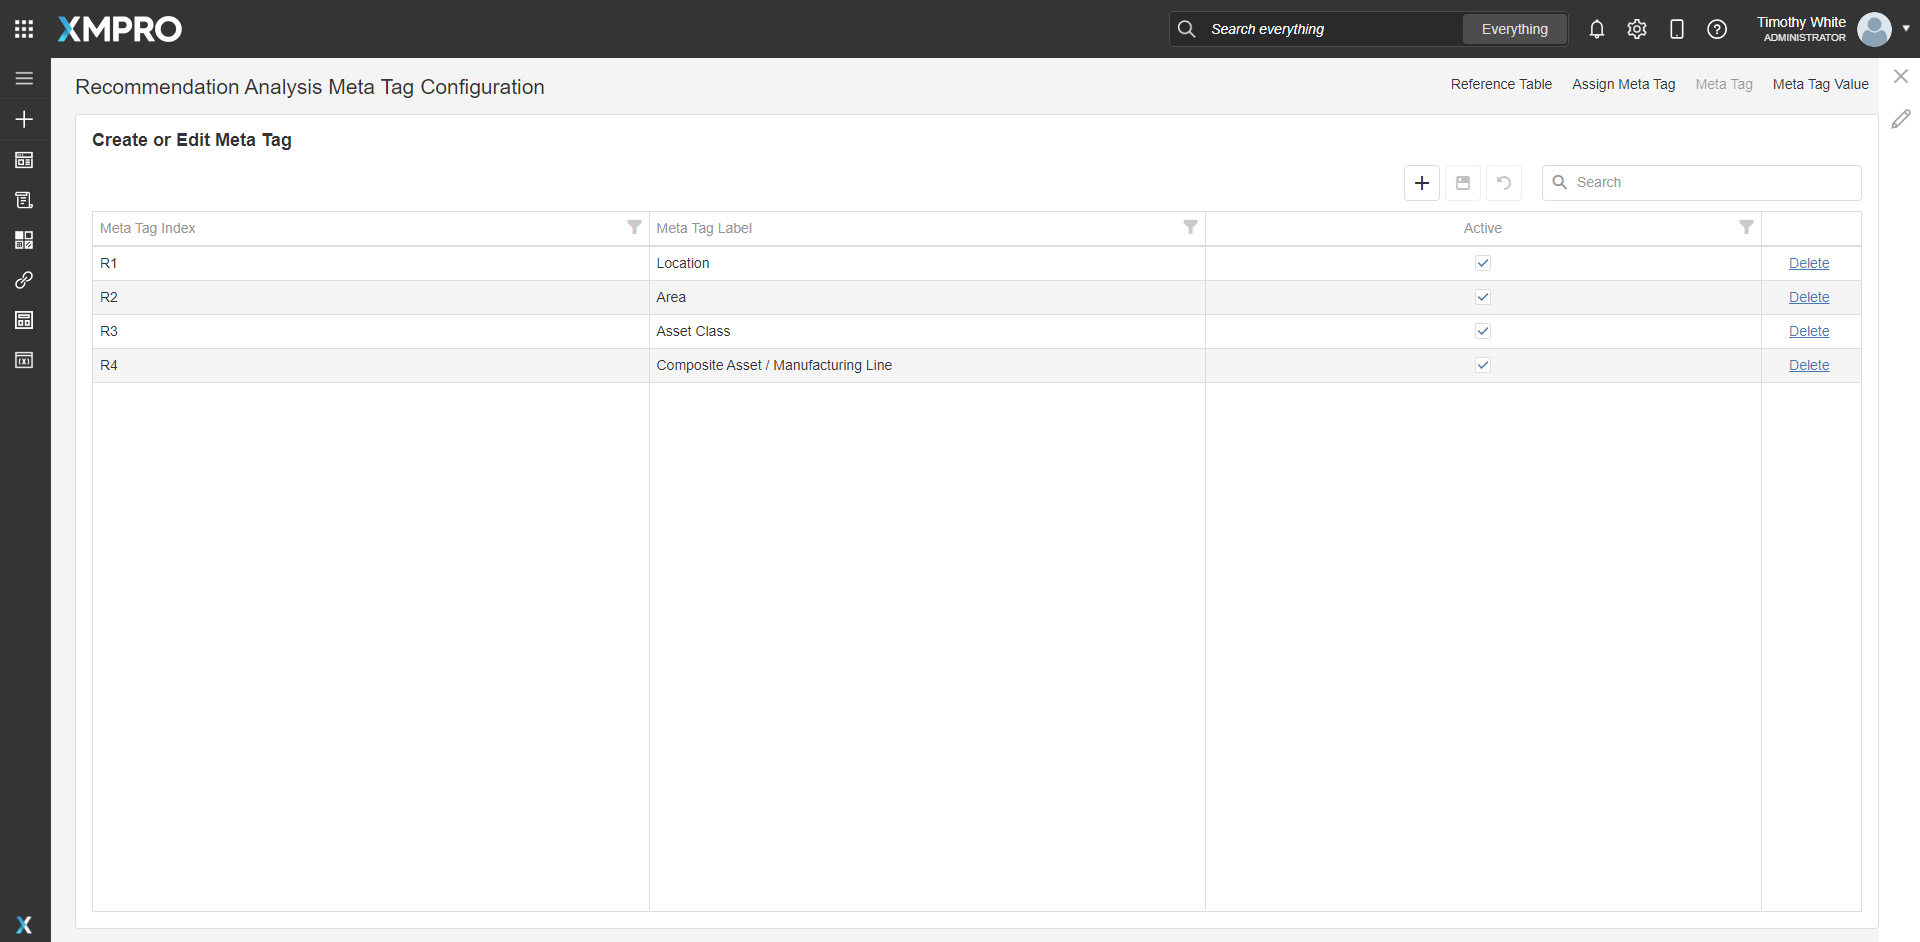 XMPRO
Search everything
Everything
Timothy White
ADMINISTRATOR
Recommendation Analysis Meta Tag Configuration
Reference Table Assign Meta Tag Meta Tag Meta Tag Value
Create or Edit Meta Tag
Search
Meta Tag Index Meta Tag Label Active
R1 Location Delete
R2 Area Delete
R3 Asset Class Delete
R4 Composite Asset / Manufacturing Line Delete